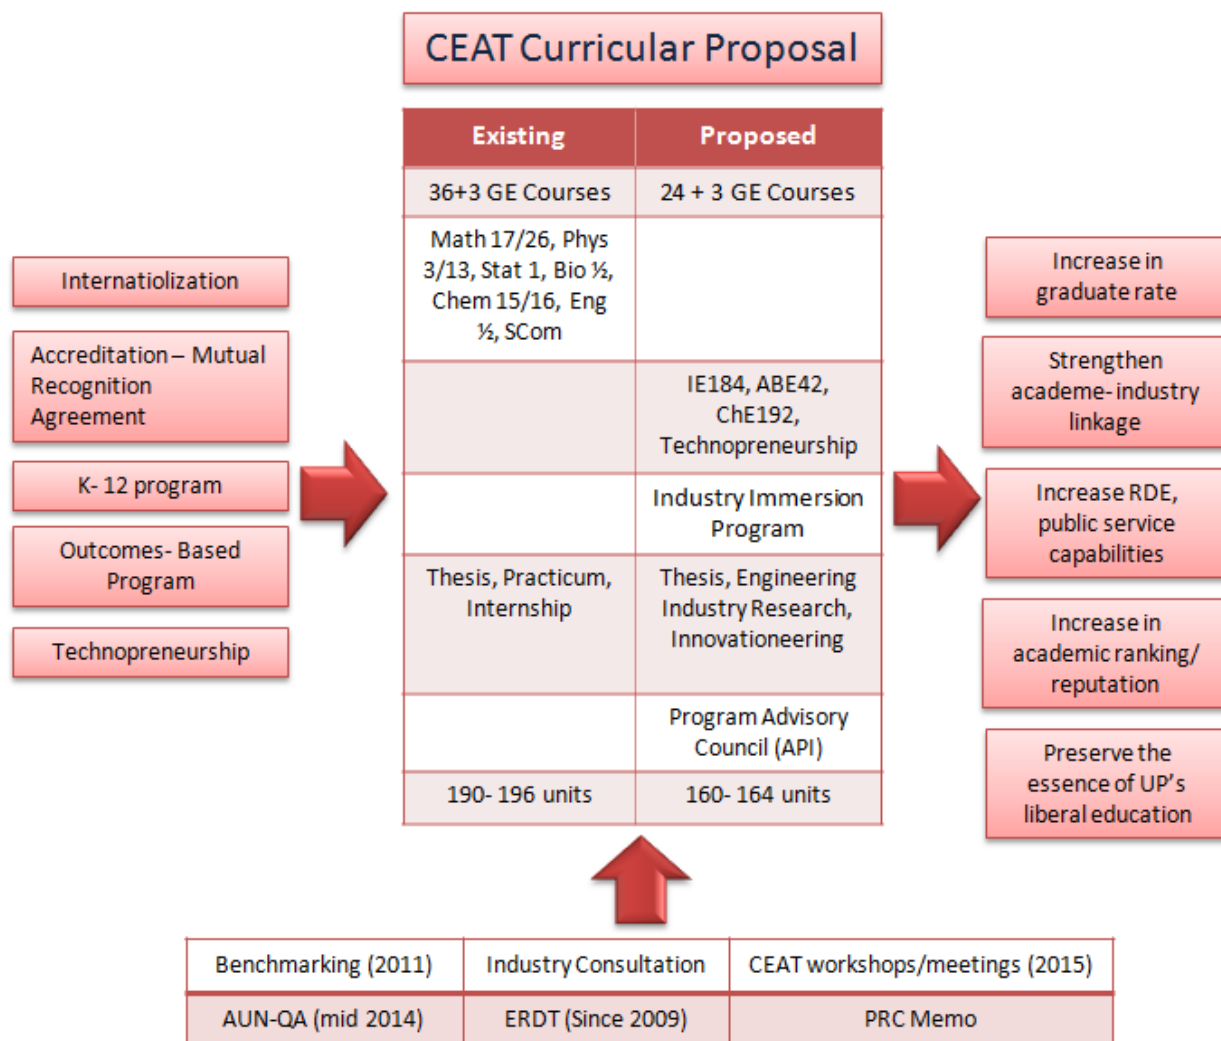 CEAT Curricular Proposal
Existing
Proposed
36+3 GE Courses
24 + 3 GE Courses
Math 17/26, Phys
3/13, Stat 1, Bio ½,
Chem 15/16, Eng
½, SCom
IE184, ABE42,
ChE192,
Technopreneurship
Industry Immersion
Program
Thesis, Practicum,
Internship
Thesis, Engineering
Industry Research,
Innovationeering
Program Advisory
Council (API)
190- 196 units
160- 164 units
Internatiolization
Accreditation – Mutual
Recognition
Agreement
K- 12 program
Outcomes- Based
Program
Technopreneurship
Increase in
graduate rate
Strengthen
academe- industry
linkage
Increase RDE,
public service
capabilities
Increase in
academic ranking/
reputation
Preserve the
essence of UP's
liberal education
Benchmarking (2011)
Industry Consultation
CEAT workshops/meetings (2015)
AUN-QA (mid 2014)
ERDT (Since 2009)
PRC Memo